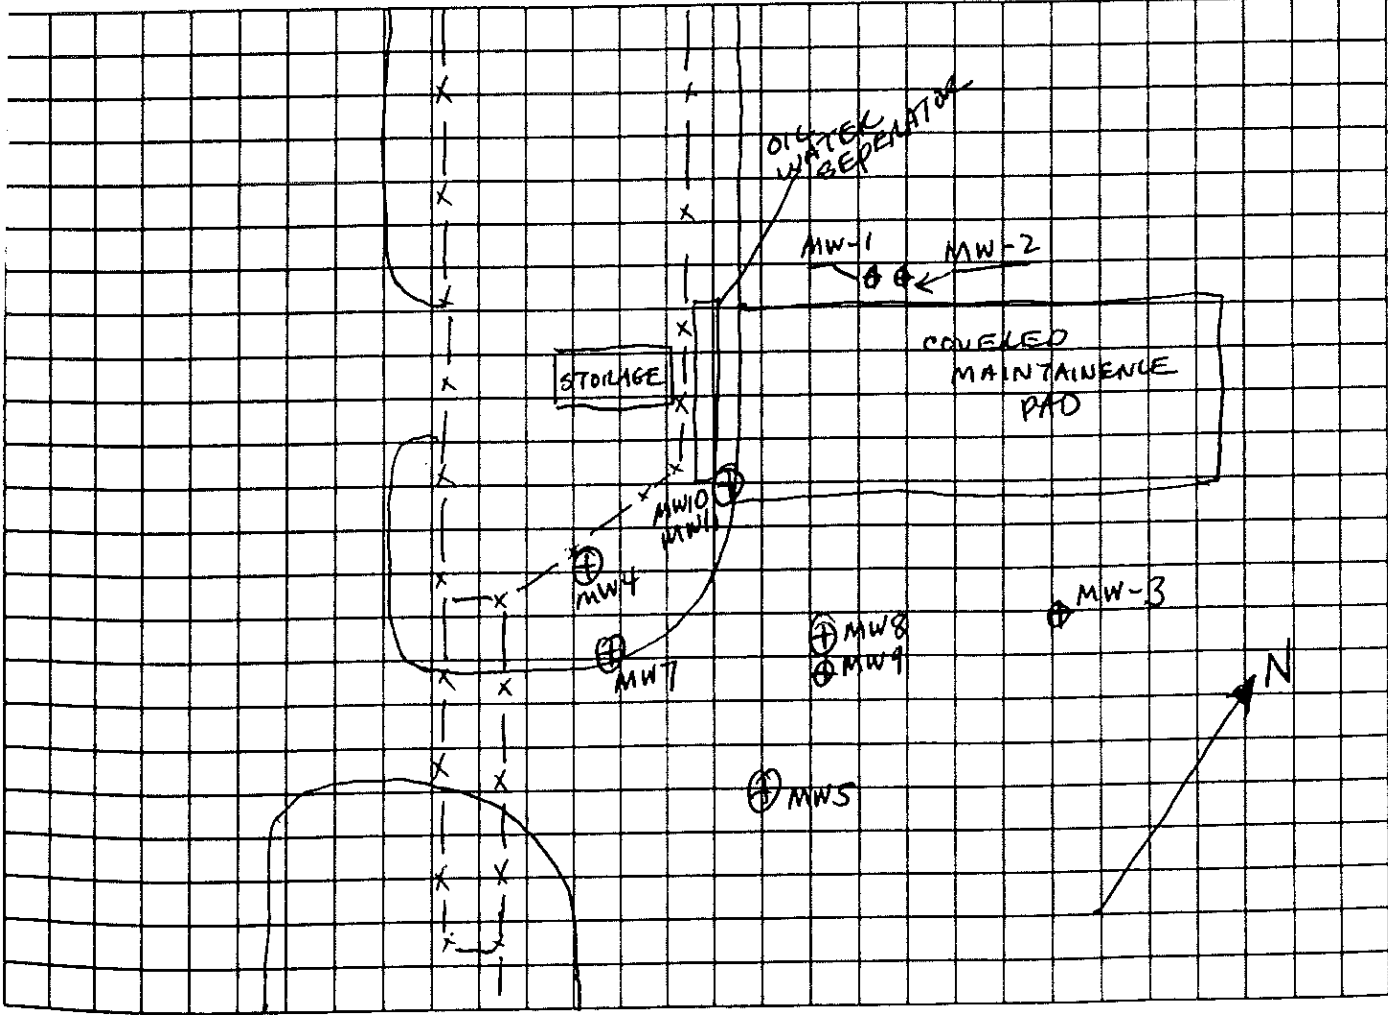 OIL
WATER
SEPERATOR
MW-1
MW-2
COVERED
MAINTAINENCE
PAD
STORAGE
MW10
MW11
MW4
MW-3
MW8
MW9
MW7
N
MW5